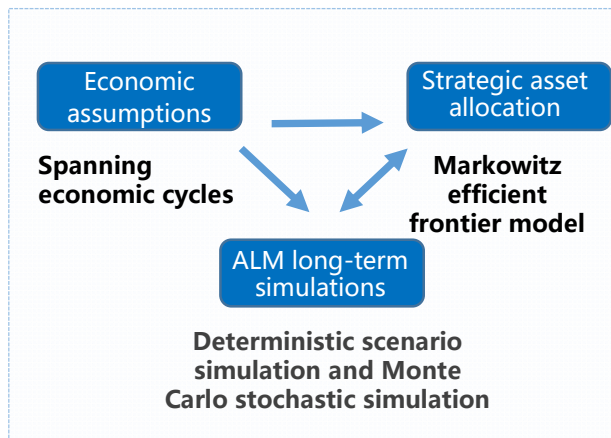 Economic
assumptions
Strategic asset
allocation
Spanning
economic cycles
Markowitz
efficient
frontier model
ALM long-term
simulations
Deterministic scenario
simulation and Monte
Carlo stochastic simulation